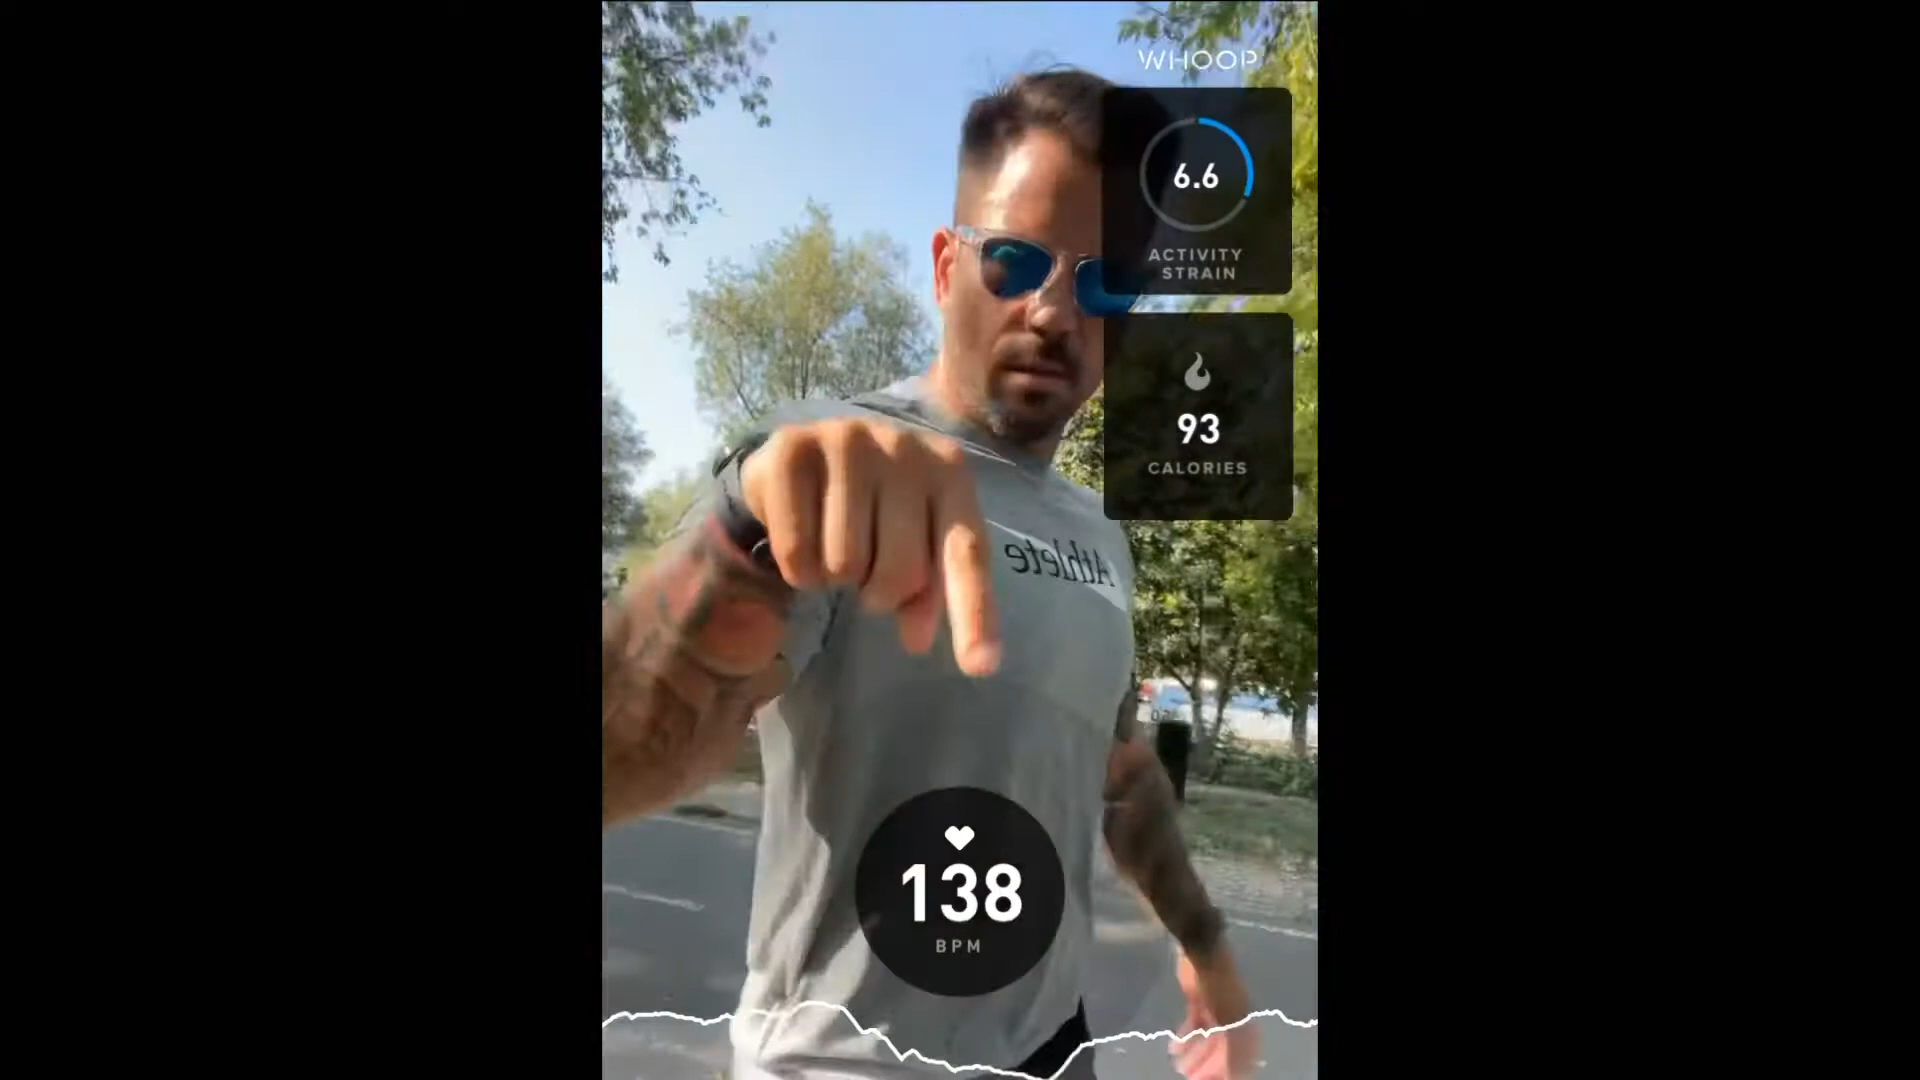 WHOOP
6.6
ACTIVITY
STRAIN
93
CALORIES
Athlete
138
BPM